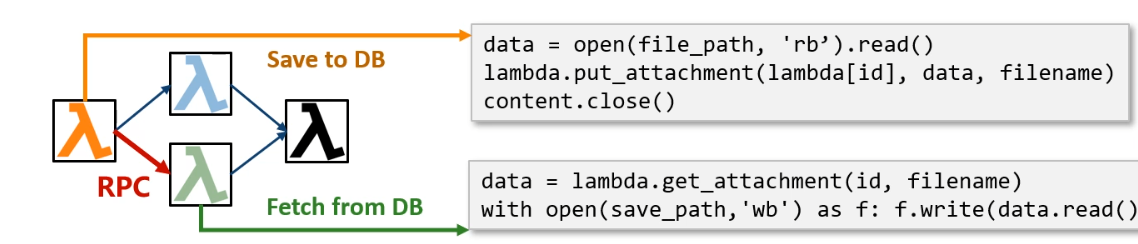 Save to DB
data = open(file_path, 'rb’).read()
lambda.put_attachment(lambda[id], data, filename)
content.close()
λ
λ
λ
λ
RPC
Fetch from DB
data = lambda.get_attachment(id, filename)
with open(save_path,'wb') as f: f.write(data.read()